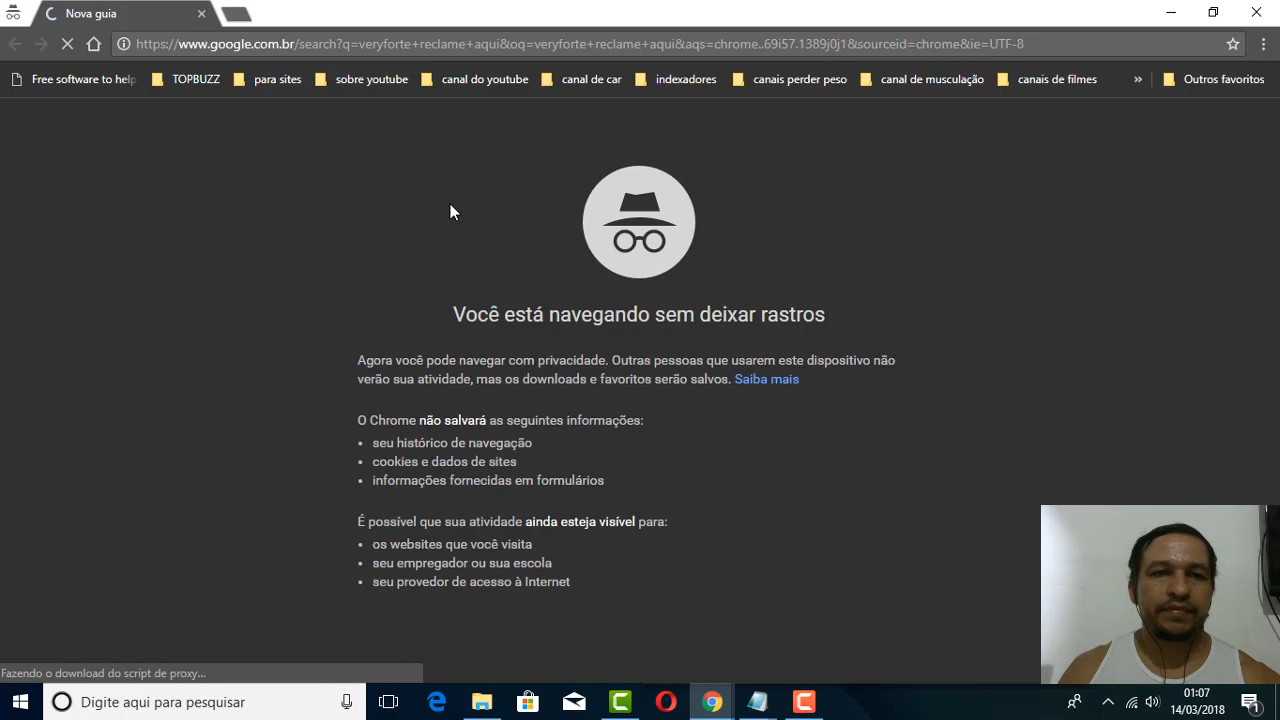 Nova guia
https://www.google.com.br/search?q=veryforte+reclame+aqui&oq=veryforte+reclame+aqui&aqs=chrome..69i57.1389j0j1&sourceid=chrome&ie=UTF-8
Free software to help TOPBUZZ para sites sobre youtube canal do youtube canal de car indexadores canais perder peso canal de musculação canais de filmes » Outros favoritos
Você está navegando sem deixar rastros
Agora você pode navegar com privacidade. Outras pessoas que usarem este dispositivo não
verão sua atividade, mas os downloads e favoritos serão salvos. Saiba mais
O Chrome não salvará as seguintes informações:
• seu histórico de navegação
• cookies e dados de sites
• informações fornecidas em formulários
É possível que sua atividade ainda esteja visível para:
• os websites que você visita
• seu empregador ou sua escola
• seu provedor de acesso à Internet
Fazendo o download do script de proxy...
Digite aqui para pesquisar
01:07
14/03/2018
1